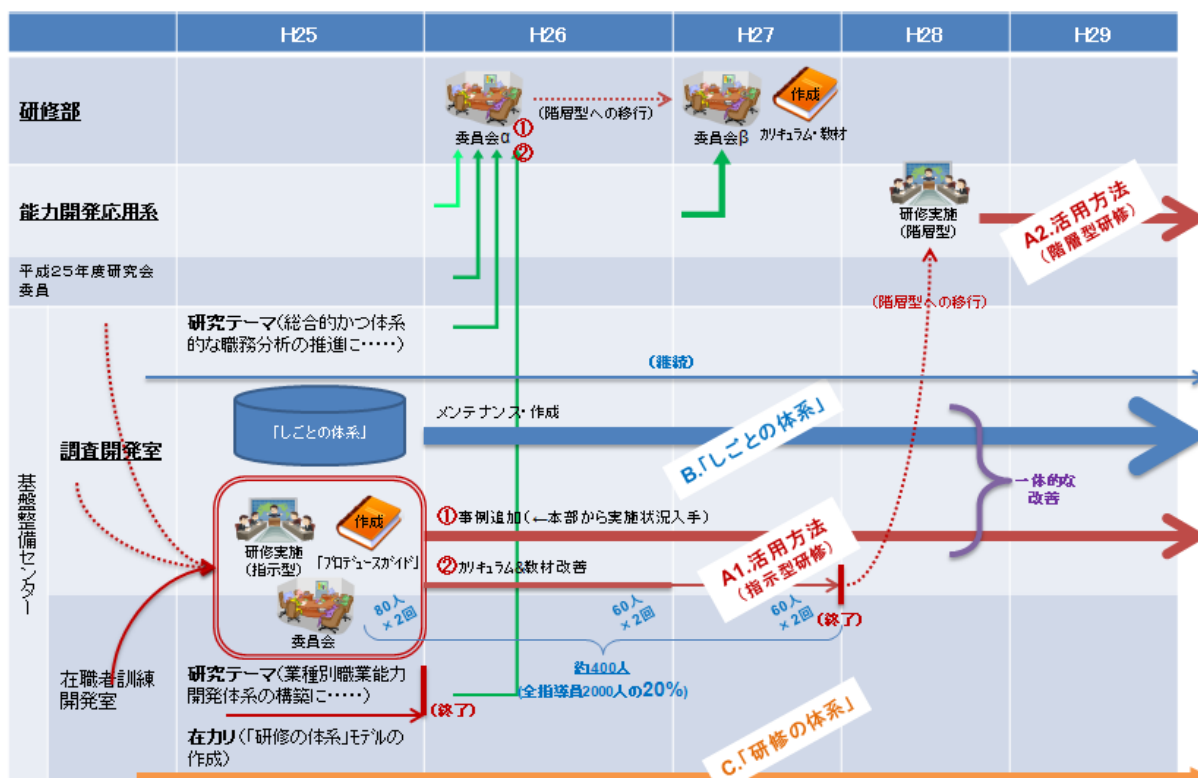 H25
H26
H27
H28
H29
研修部
委員会α
①
②
(階層型への移行)
委員会β
作成
カリキュラム・教材
能力開発応用系
研修実施
(階層型)
A2.活用方法
(階層型研修)
平成25年度研究会
委員
(階層型への移行)
研究テーマ(総合的かつ体系
的な職務分析の推進に・・・・・)
(継続)
基盤整備センター
調査開発室
「しごとの体系」
メンテナンス・作成
B.「しごとの体系」
一体的な
改善
研修実施
(指示型)
作成
「プロデュースガイド」
委員会
①事例追加(←本部から実施状況入手)
②カリキュラム&教材改善
A1.活用方法
(指示型研修)
80人
×2回
60人
×2回
60人
×2回
(終了)
約400人
(全指導員2000人の20%)
在職者訓練
開発室
研究テーマ(業種別職業能力
開発体系の構築に・・・・・)
(終了)
在カリ(「研修の体系」モデルの
作成)
C.「研修の体系」